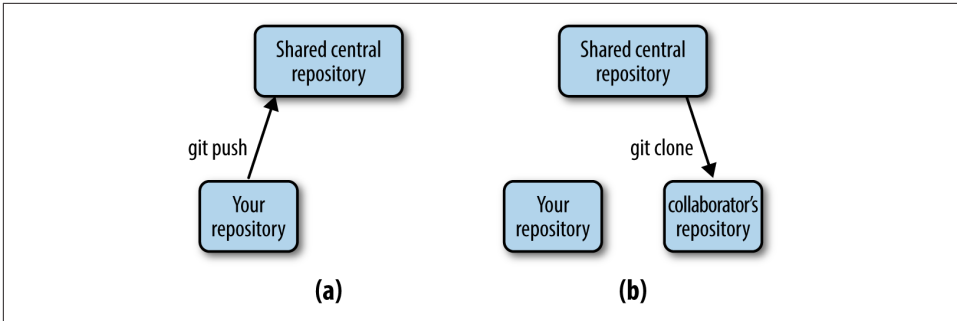 Shared central
repository
git push
Your
repository
(a)
Shared central
repository
git clone
Your
repository
collaborator's
repository
(b)